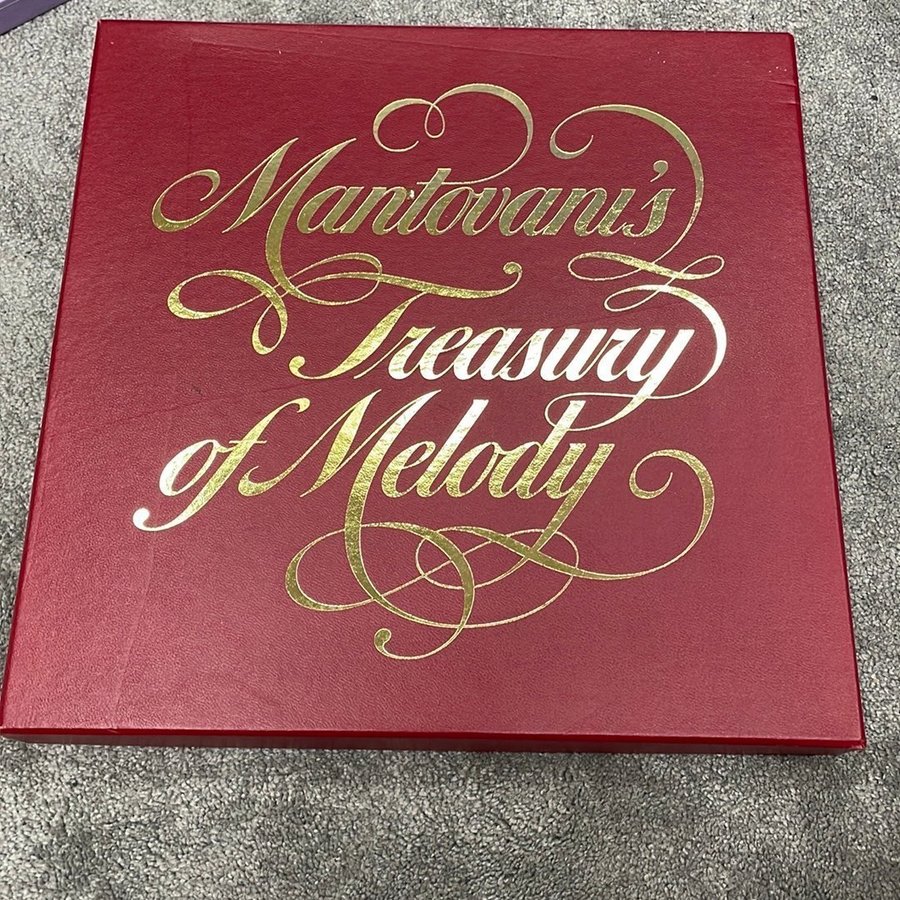 Mantovani's
Treasury
of Melody